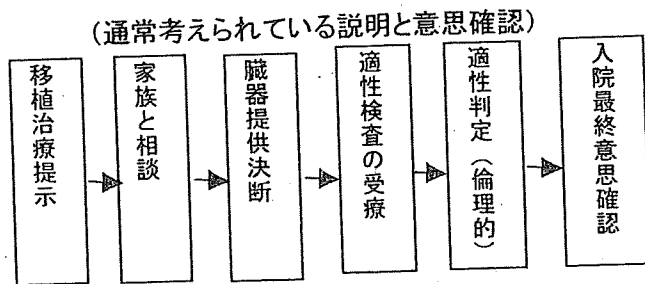 （通常考えられている説明と意思確認）
移植治療提示
家族と相談
臓器提供決断
適性検査の受療
適性判定（倫理的）
入院最終意思確認